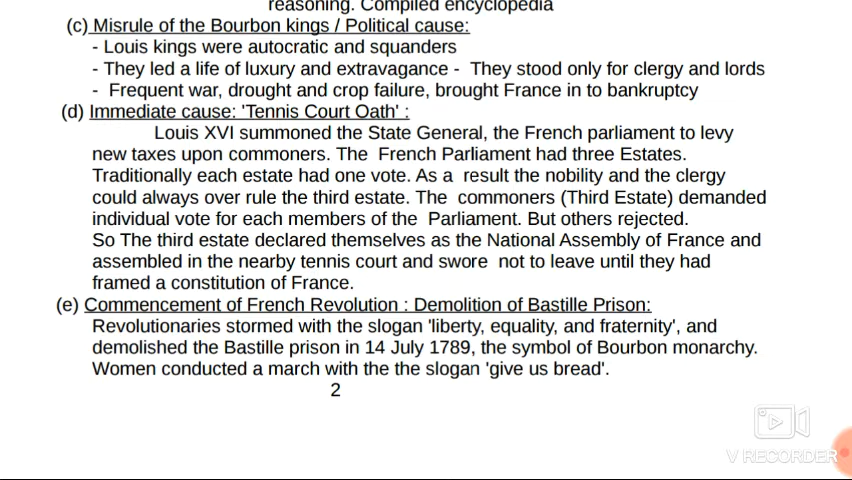 reasoning. Compiled encyclopedia
(c) Misrule of the Bourbon kings / Political cause:
- Louis kings were autocratic and squanders
- They led a life of luxury and extravagance - They stood only for clergy and lords
- Frequent war, drought and crop failure, brought France in to bankruptcy
(d) Immediate cause: 'Tennis Court Oath' :
Louis XVI summoned the State General, the French parliament to levy
new taxes upon commoners. The French Parliament had three Estates.
Traditionally each estate had one vote. As a result the nobility and the clergy
could always over rule the third estate. The commoners (Third Estate) demanded
individual vote for each members of the Parliament. But others rejected.
So The third estate declared themselves as the National Assembly of France and
assembled in the nearby tennis court and swore not to leave until they had
framed a constitution of France.
(e) Commencement of French Revolution : Demolition of Bastille Prison:
Revolutionaries stormed with the slogan 'liberty, equality, and fraternity', and
demolished the Bastille prison in 14 July 1789, the symbol of Bourbon monarchy.
Women conducted a march with the the slogan 'give us bread'.
2
V RECORDER